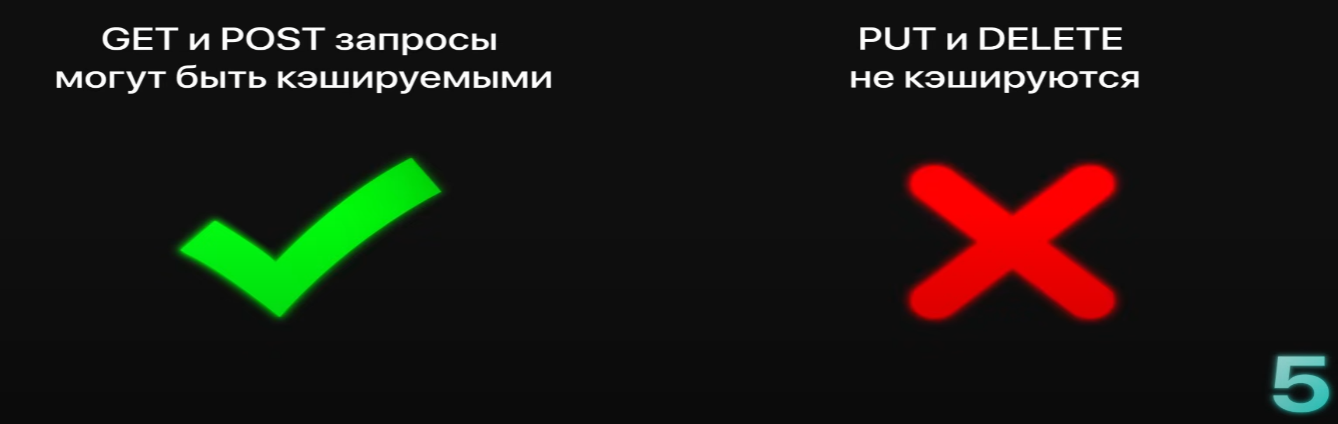 GET и POST запросы
могут быть кэшируемыми
PUT и DELETE
не кэшируются
5